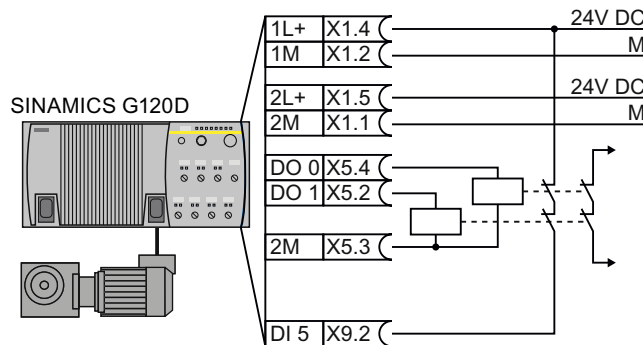 1L+ X1.4 24V DC
1M X1.2 M
2L+ X1.5 24V DC
2M X1.1 M
SINAMICS G120D
DO 0 X5.4
DO 1 X5.2
2M X5.3
DI 5 X9.2